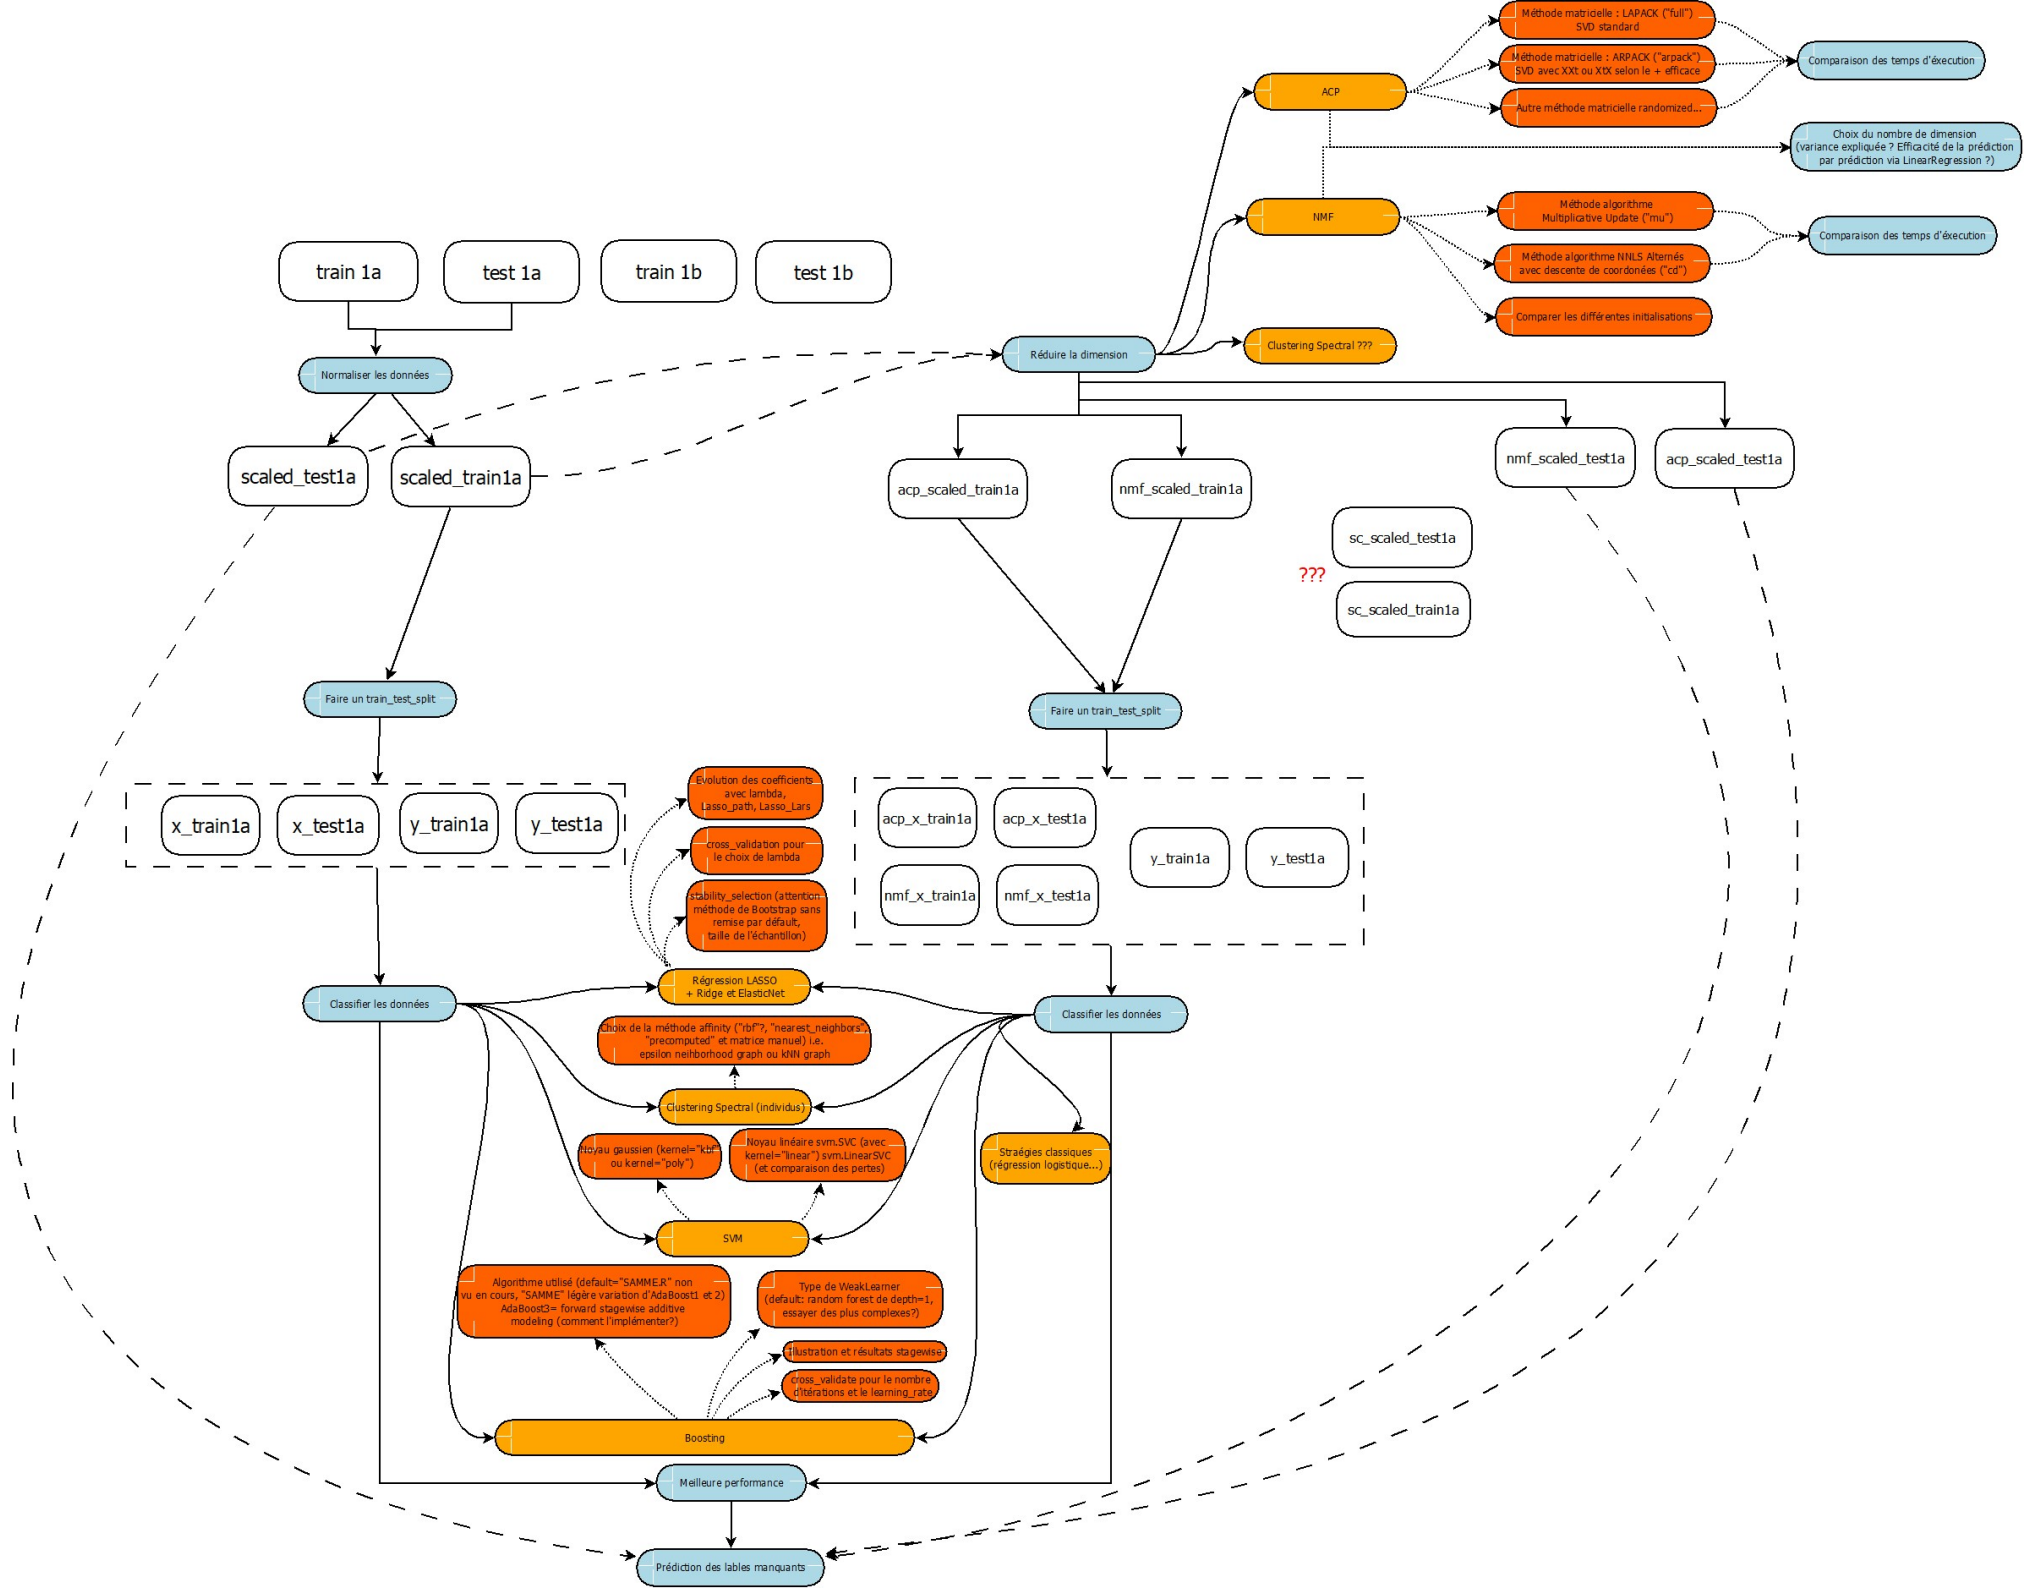 Méthode matricielle : LAPACK ("full")
SVD standard
Méthode matricielle : ARPACK ("arpack")
SVD avec XXt ou XtX selon le + efficace
Autre méthode matricielle randomized...
Comparaison des temps d'éxecution
ACP
Choix du nombre de dimension
(variance expliquée ? Efficacité de la prédiction
par prédiction via LinearRegression ?)
NMF
Méthode algorithme
Multiplicative Update ("mu")
Méthode algorithme NNLS Alternés
avec descente de coordonées ("cd")
Comparer les différentes initialisations
Comparaison des temps d'éxecution
train 1a
test 1a
train 1b
test 1b
Normaliser les données
Réduire la dimension
Clustering Spectral ???
scaled_test1a
scaled_train1a
acp_scaled_train1a
nmf_scaled_train1a
nmf_scaled_test1a
acp_scaled_test1a
sc_scaled_test1a
???
sc_scaled_train1a
Faire un train_test_split
Faire un train_test_split
x_train1a
x_test1a
y_train1a
y_test1a
Evolution des coefficients
avec lambda,
Lasso_path, Lasso_Lars
cross_validation pour
le choix de lambda
stability_selection (attention
méthode de Bootstrap sans
remise par défault,
taille de l'échantillon)
acp_x_train1a
acp_x_test1a
nmf_x_train1a
nmf_x_test1a
y_train1a
y_test1a
Classifier les données
Régression LASSO
+ Ridge et ElasticNet
Classifier les données
Choix de la méthode affinity ("rbf"?, "nearest_neighbors",
"precomputed" et matrice manuel) i.e.
epsilon neihborhood graph ou kNN graph
Clustering Spectral (individus)
Noyau gaussien (kernel="kbf"
ou kernel="poly")
Noyau linéaire svm.SVC (avec
kernel="linear") svm.LinearSVC
(et comparaison des pertes)
Straégies classiques
(régression logistique...)
SVM
Algorithme utilisé (default="SAMME.R" non
vu en cours, "SAMME" légère variation d'AdaBoost1 et 2)
AdaBoost3= forward stagewise additive
modeling (comment l'implémenter?)
Type de WeakLearner
(default: random forest de depth=1,
essayer des plus complexes?)
Illustration et résultats stagewise
cross_validate pour le nombre
d'itérations et le learning_rate
Boosting
Meilleure performance
Prédiction des lables manquants